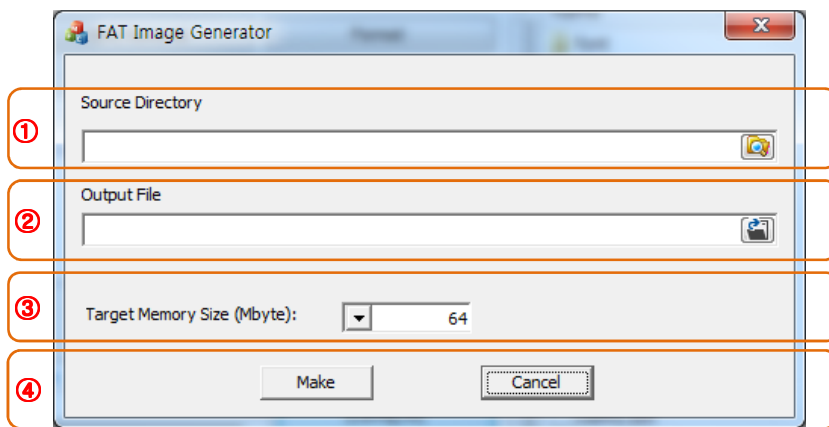 FAT Image Generator
①
Source Directory
②
Output File
③
Target Memory Size (Mbyte):
64
④
Make
Cancel